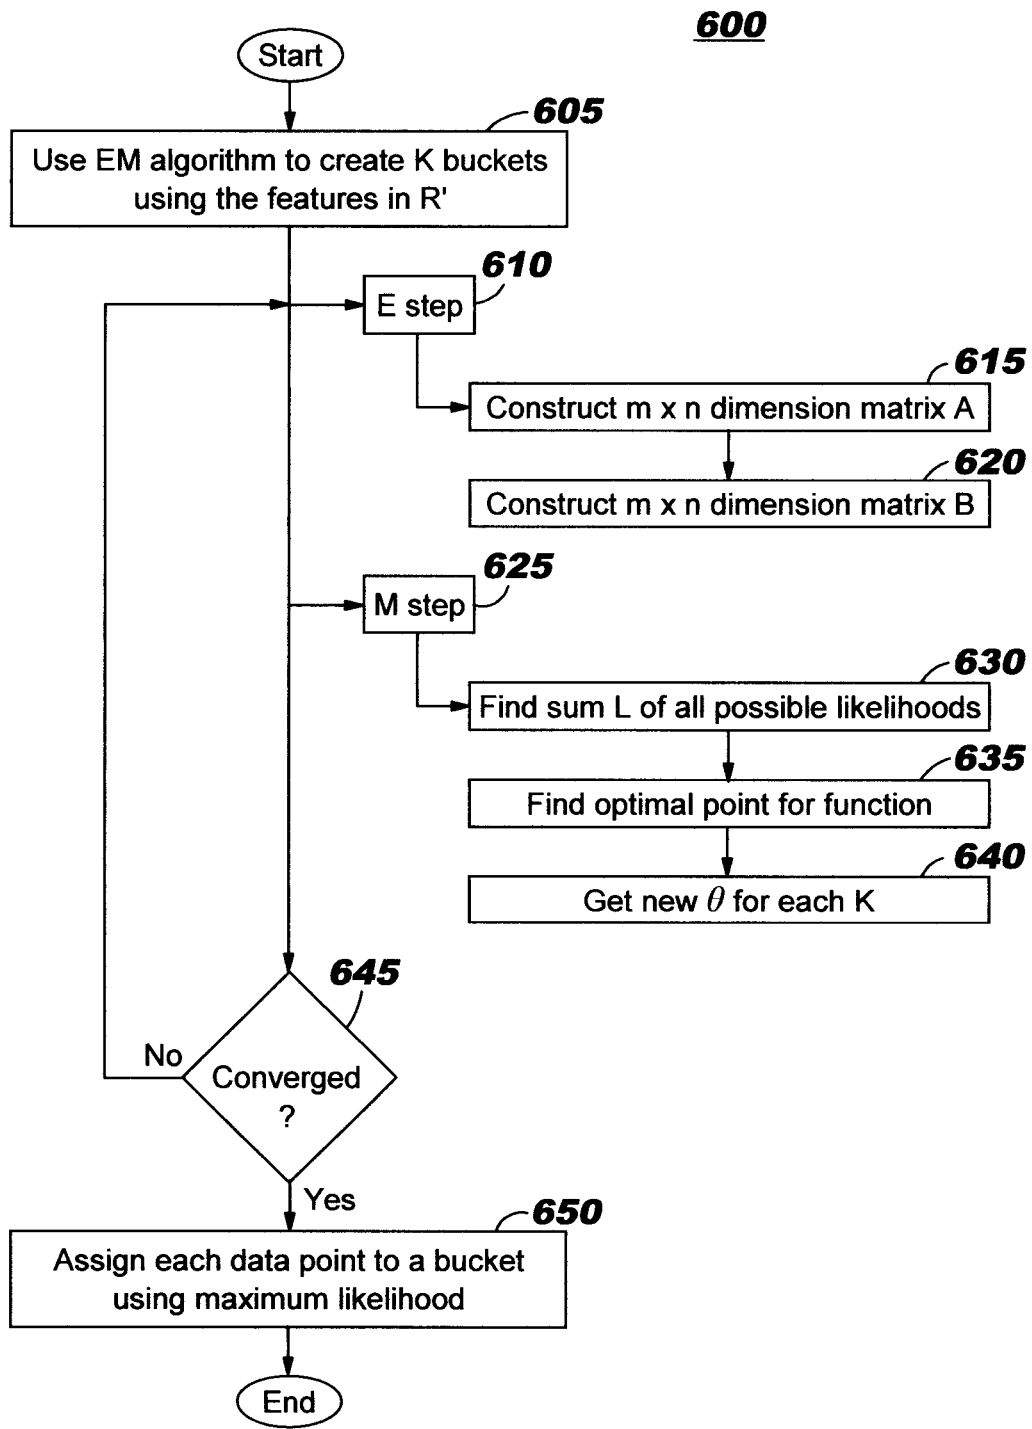 600
Start
605
Use EM algorithm to create K buckets
using the features in R'
610
E step
615
Construct m x n dimension matrix A
620
Construct m x n dimension matrix B
625
M step
630
Find sum L of all possible likelihoods
635
Find optimal point for function
640
Get new θ for each K
645
Converged
?
No
Yes
650
Assign each data point to a bucket
using maximum likelihood
End